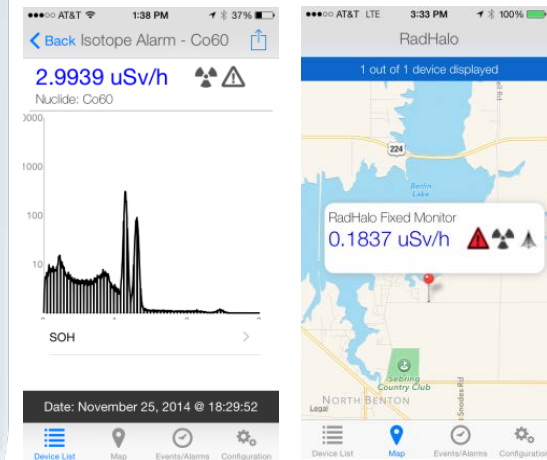 AT&T 1:38 PM 37%
Back Isotope Alarm - Co60
2.9939 uSv/h
Nuclide: Co60
0000
1000
100
10
SOH
Date: November 25, 2014 @ 18:29:52
Device List Map Events/Alarms Configuration
AT&T LTE 3:33 PM 100%
RadHalo
1 out of 1 device displayed
224
Berlin
Lake
RadHalo Fixed Monitor
0.1837 uSv/h
Sebring
Country Club
NORTH BENTON
Snodes Rd
Legal
Device List Map Events/Alarms Configuration